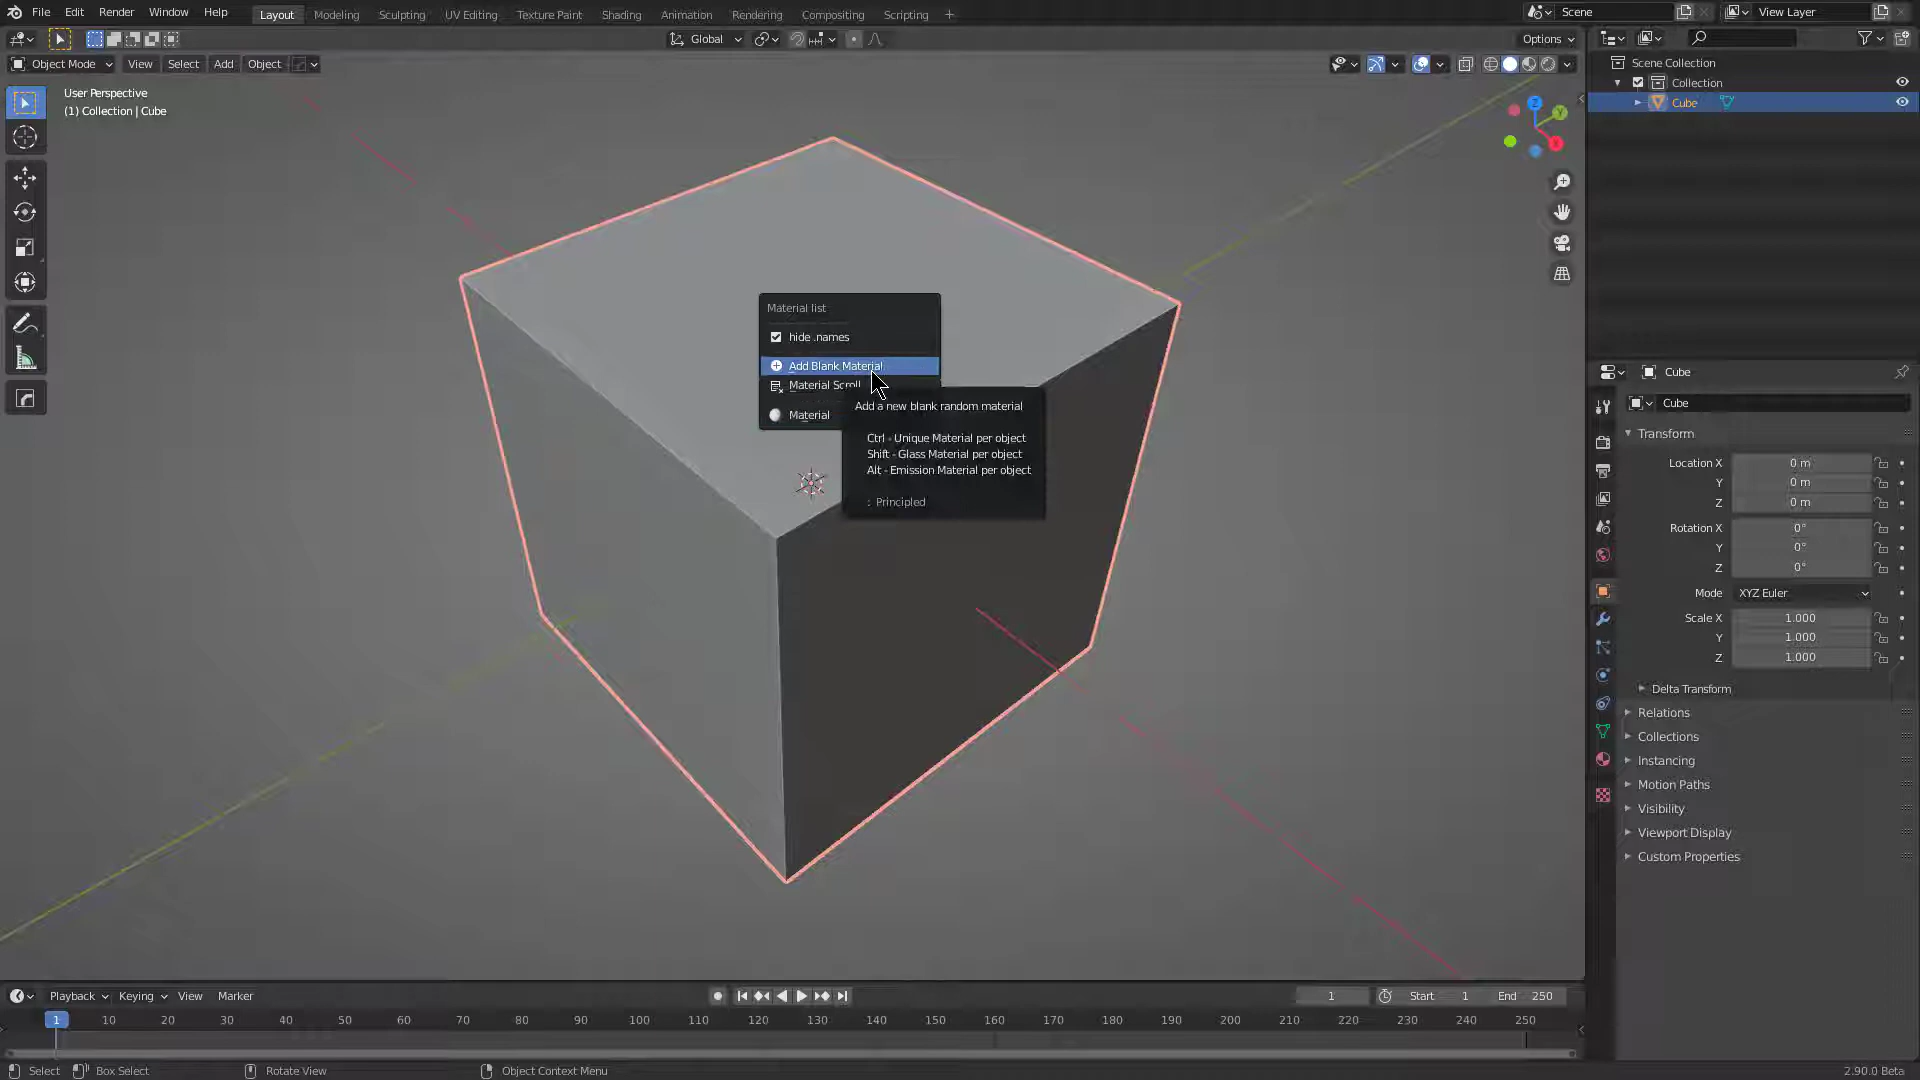 File Edit Render Window Help Layout Modeling Sculpting UV Editing Texture Paint Shading Animation Rendering Compositing Scripting + Scene View Layer
Global Options
Object Mode View Select Add Object
User Perspective
(1) Collection | Cube
Scene Collection
Collection
Cube
Z
Y
X
Material list
hide .names
Add Blank Material
Material Scroll
Material
Add a new blank random material
Ctrl - Unique Material per object
Shift - Glass Material per object
Alt - Emission Material per object
: Principled
Cube
Cube
Transform
Location X 0 m
Y 0 m
Z 0 m
Rotation X 0°
Y 0°
Z 0°
Mode XYZ Euler
Scale X 1.000
Y 1.000
Z 1.000
Delta Transform
Relations
Collections
Instancing
Motion Paths
Visibility
Viewport Display
Custom Properties
Playback Keying View Marker 1 Start 1 End 250
1 10 20 30 40 50 60 70 80 90 100 110 120 130 140 150 160 170 180 190 200 210 220 230 240 250
Select Box Select Rotate View Object Context Menu 2.90.0 Beta